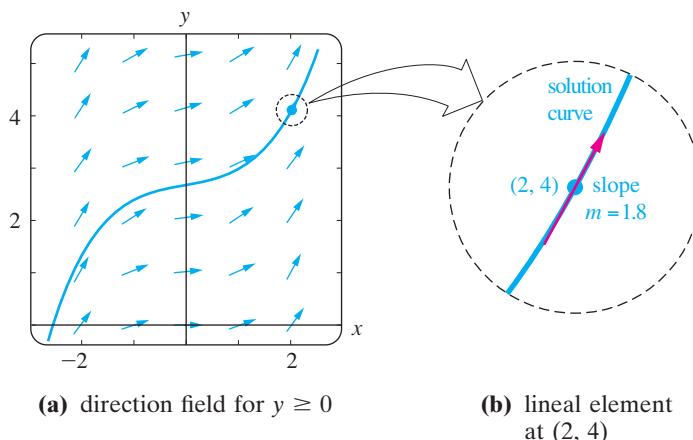 y
4
2
x
−2
2
solution
curve
(2, 4)
slope
m = 1.8
(a) direction field for y ≥ 0
(b) lineal element
at (2, 4)